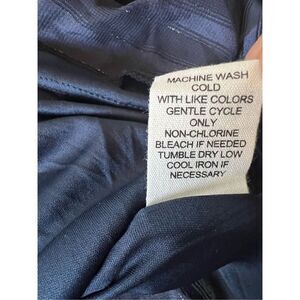 MACHINE WASH
COLD
WITH LIKE COLORS
GENTLE CYCLE
ONLY
NON-CHLORINE
BLEACH IF NEEDED
TUMBLE DRY LOW
COOL IRON IF
NECESSARY